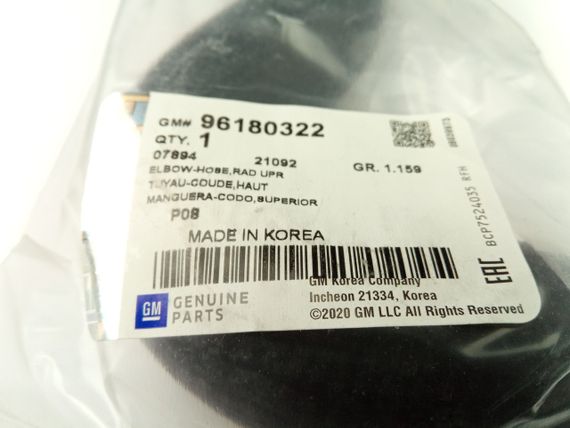 GM# 96180322
QTY. 1
07894 21092 GR. 1.159
ELBOW-HOSE,RAD UPR
TUYAU-COUDE,HAUT
MANGUERA-CODO,SUPERIOR
P08
MADE IN KOREA
GM Korea Company
Incheon 21334, Korea
©2020 GM LLC All Rights Reserved
GM GENUINE
PARTS
EAC
BCP7524035 RFH